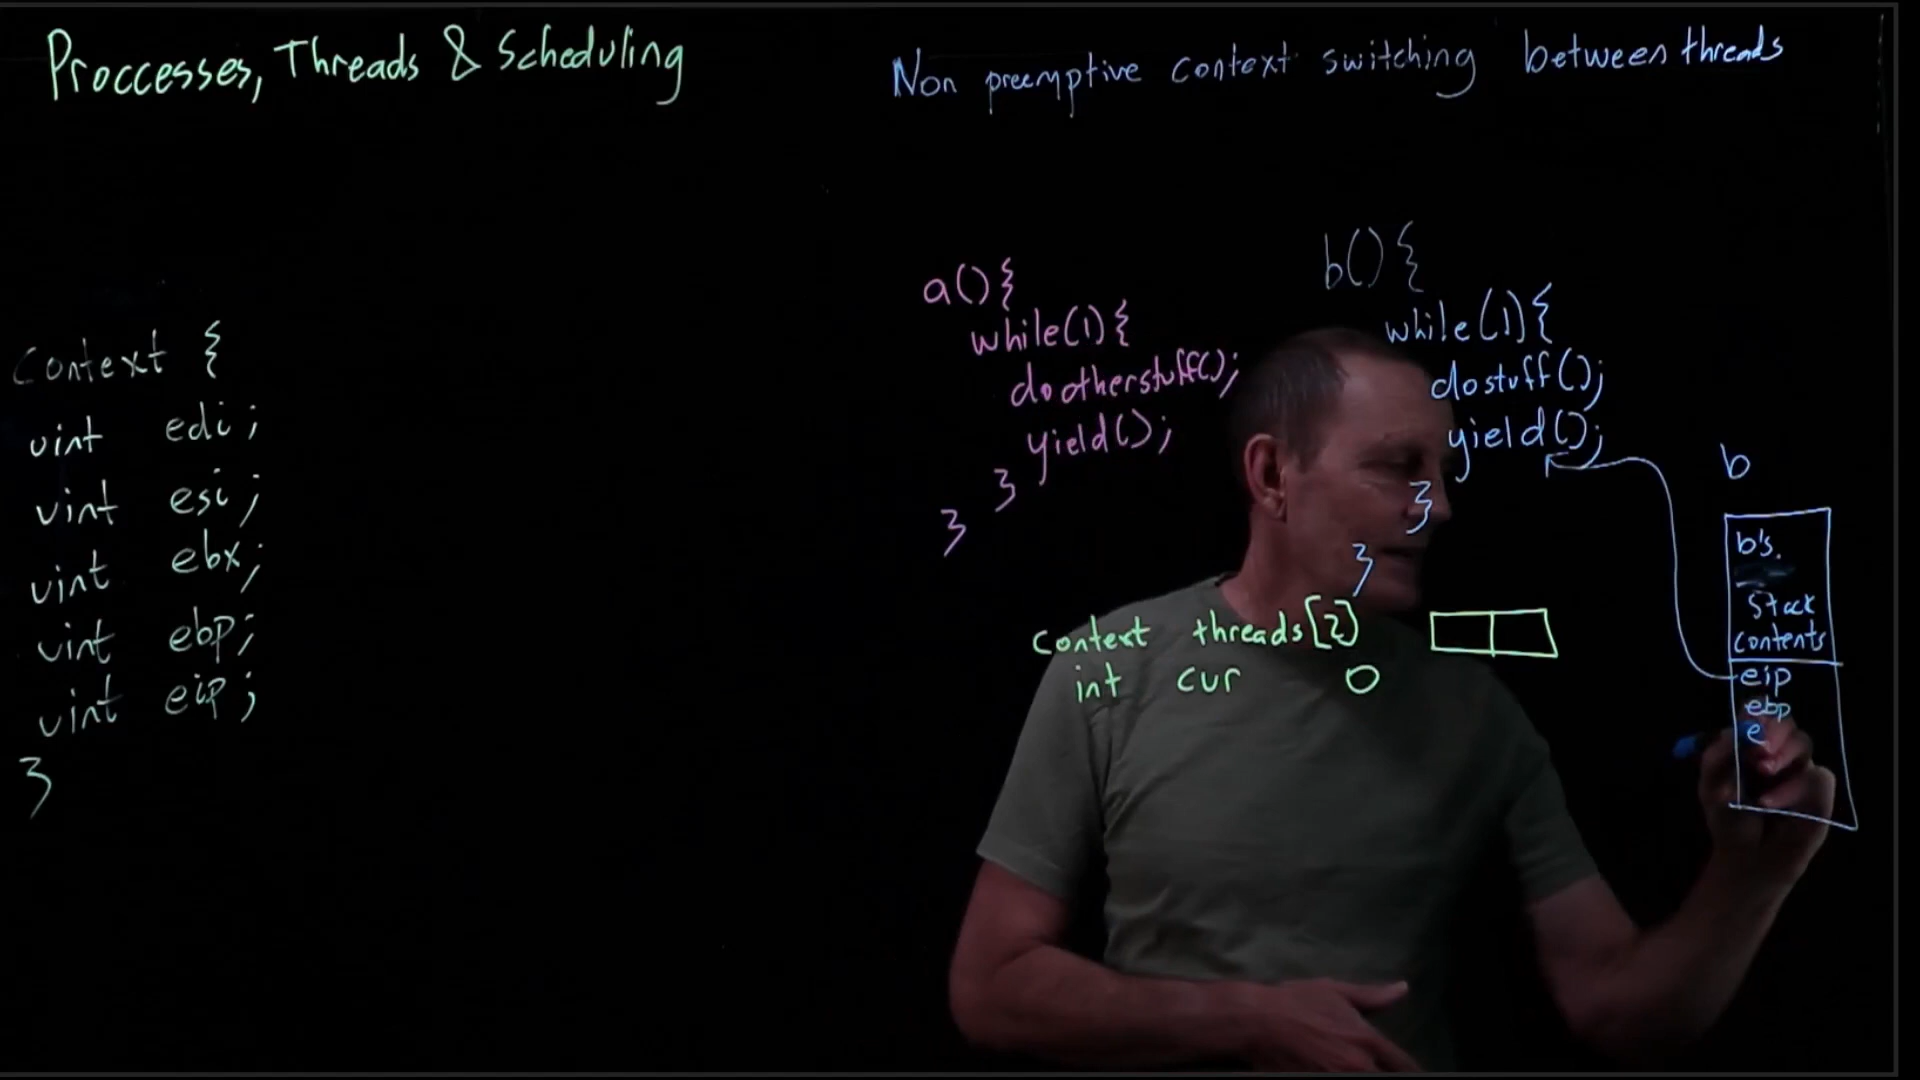 Proccesses, Threads & Scheduling
Non preemptive context switching between threads
Context {
uint edi;
uint esi;
uint ebx;
uint ebp;
uint eip;
}
a(){
while(1){
dootherstuff();
yield();
}
}
b(){
while(1){
dostuff();
yield();
}
}
Context threads[2]
int cur 0
b
b's.
Stack
contents
eip
ebp
e